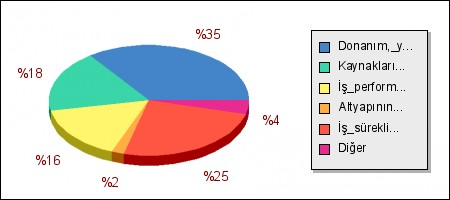 %35
%18
%16
%2
%25
%4
Donanım,_y...
Kaynakları...
İş_perform...
Altyapının...
İş_sürekli...
Diğer